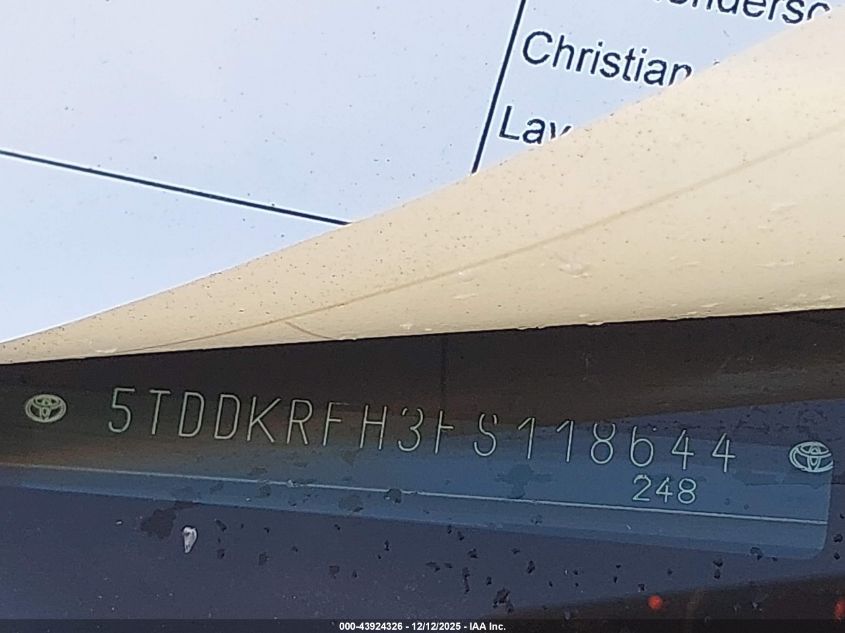 Christian
5TDDKRFH3FS118644
248
000-43924326 - 12/12/2025 - IAA Inc.